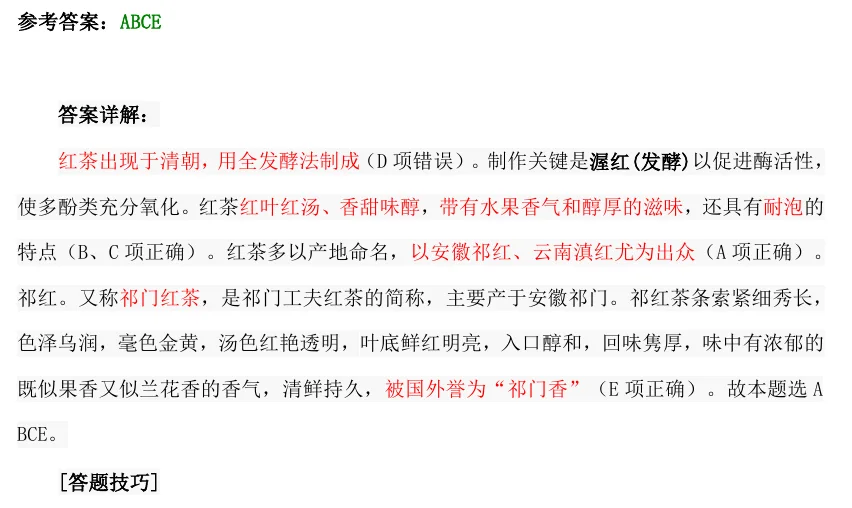 参考答案：ABCE
答案详解：
红茶出现于清朝，用全发酵法制成（D 项错误）。制作关键是渥红(发酵)以促进酶活性，
使多酚类充分氧化。红茶红叶红汤、香甜味醇，带有水果香气和醇厚的滋味，还具有耐泡的
特点（B、C 项正确）。红茶多以产地命名，以安徽祁红、云南滇红尤为出众（A 项正确）。
祁红。又称祁门红茶，是祁门工夫红茶的简称，主要产于安徽祁门。祁红茶条索紧细秀长，
色泽乌润，毫色金黄，汤色红艳透明，叶底鲜红明亮，入口醇和，回味隽厚，味中有浓郁的
既似果香又似兰花香的香气，清鲜持久，被国外誉为“祁门香”（E 项正确）。故本题选 A
BCE。
[答题技巧]